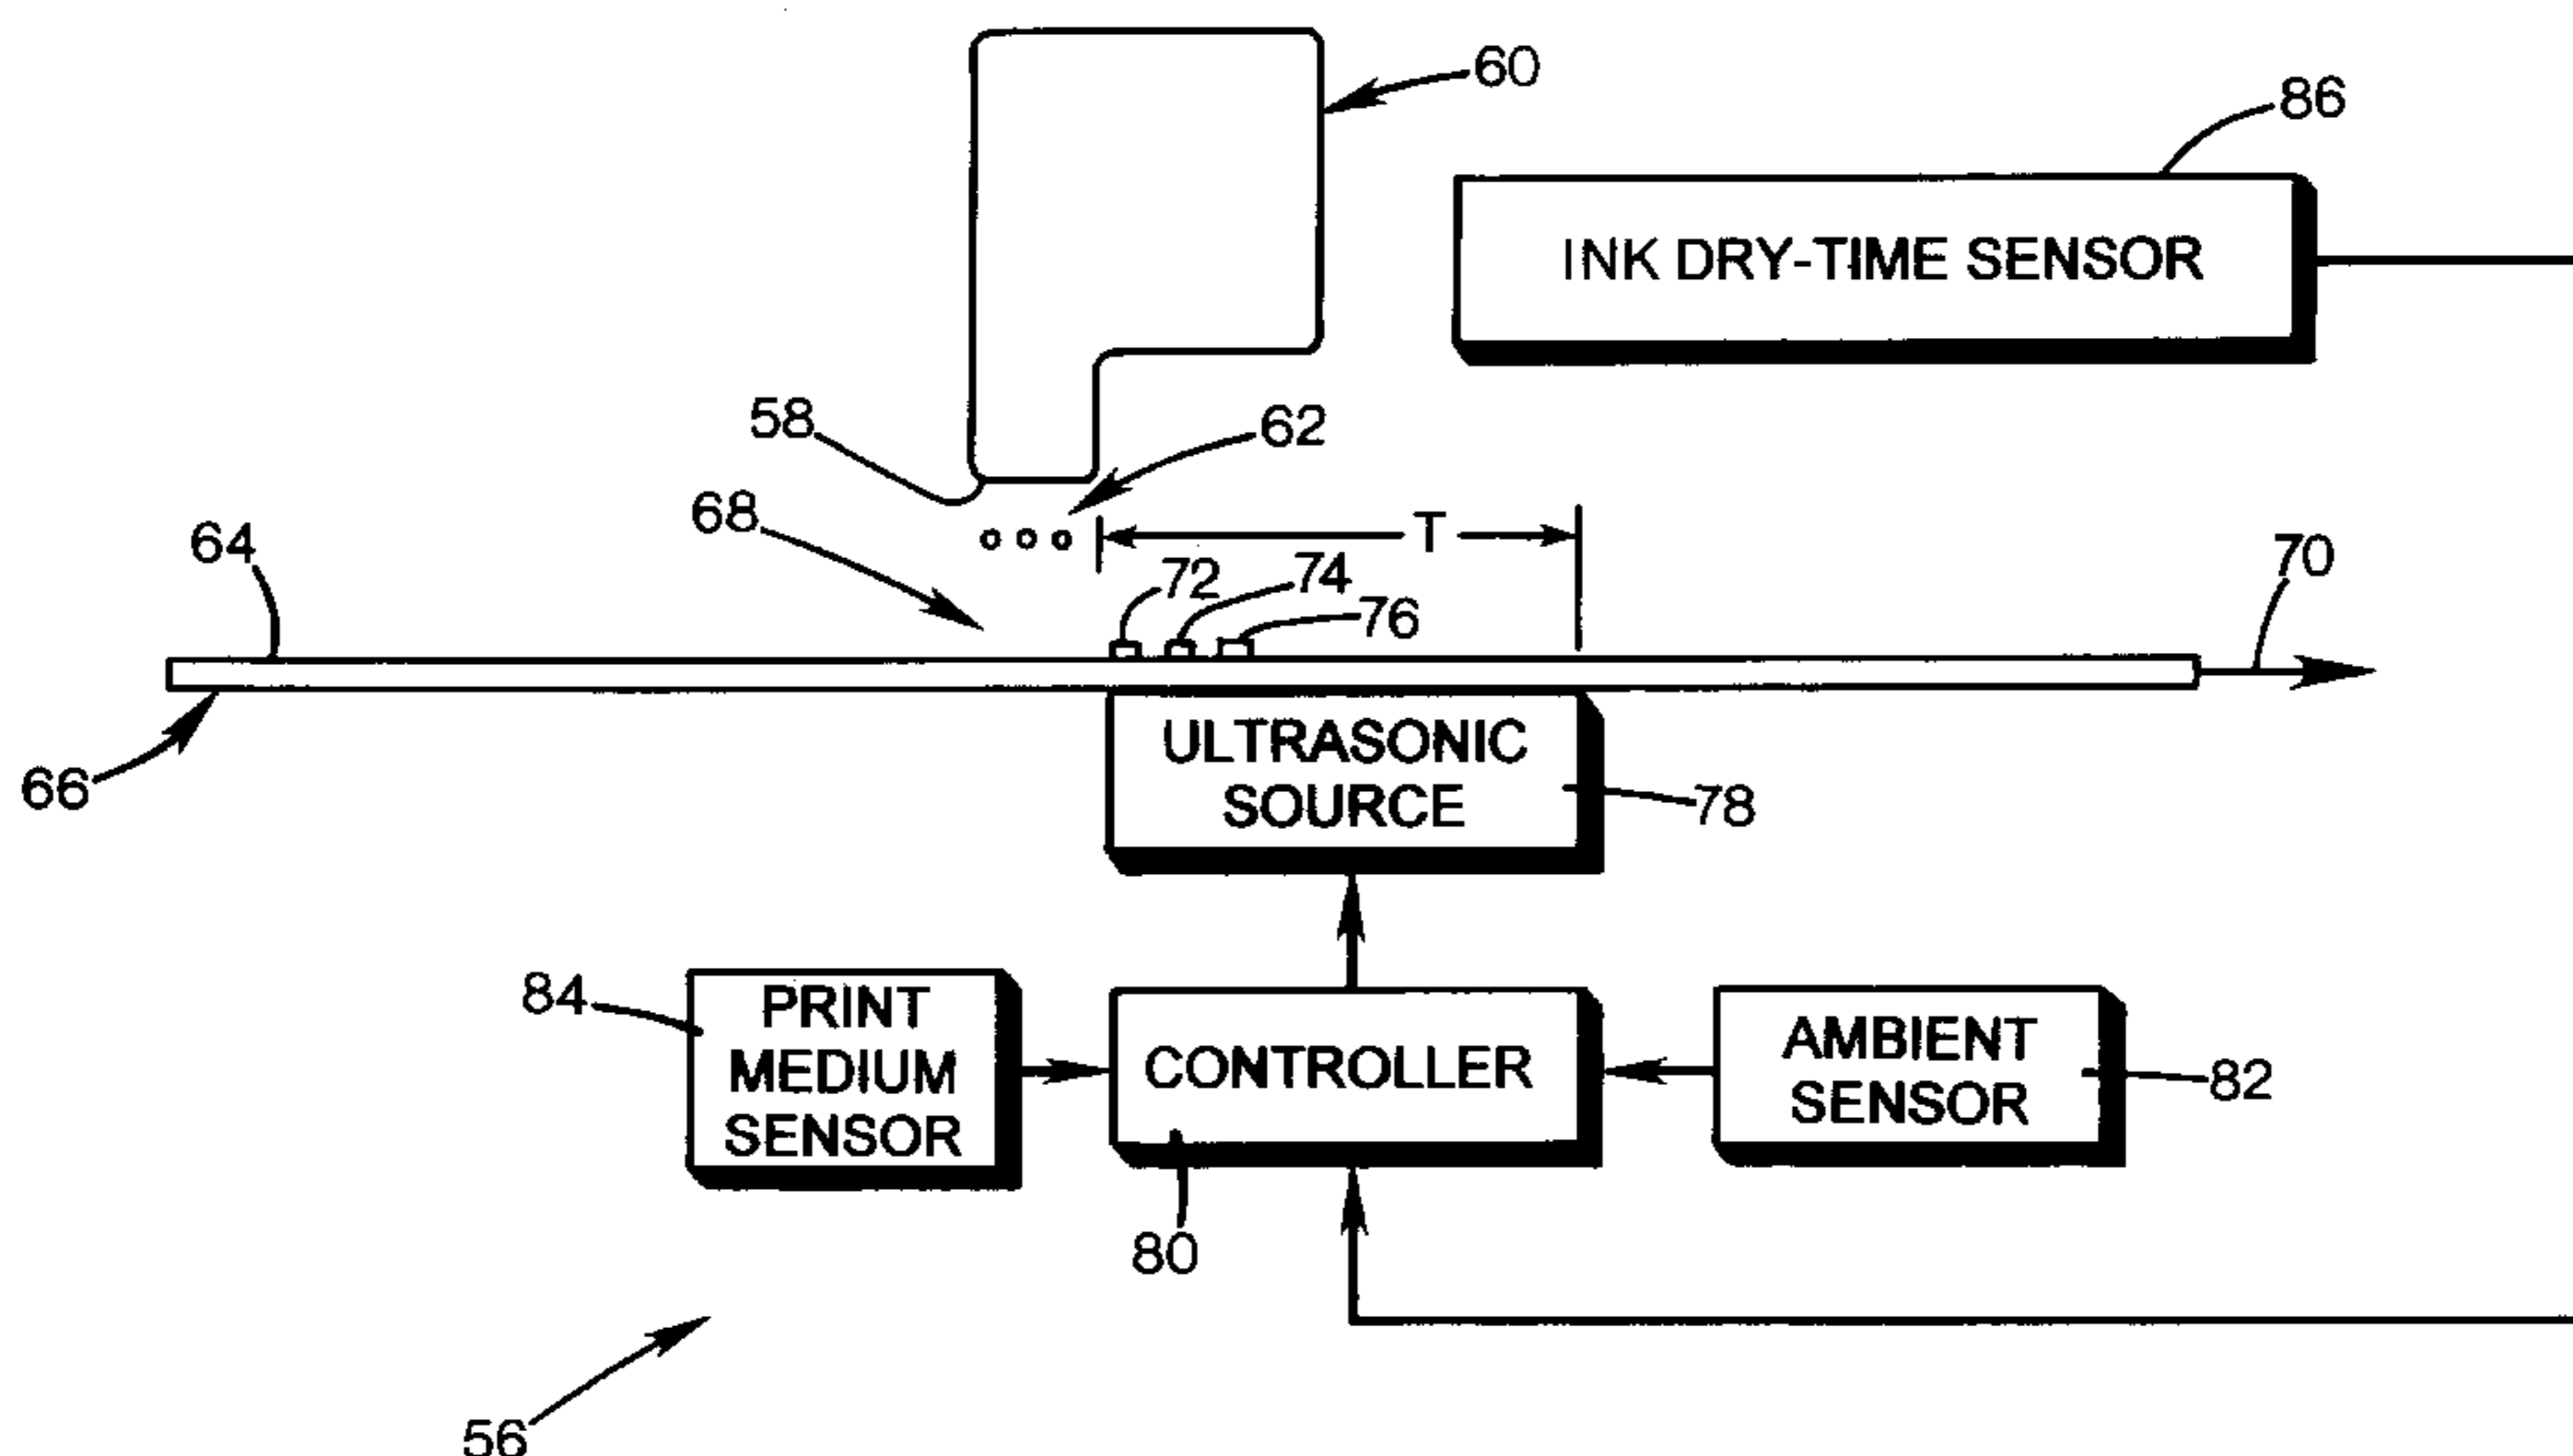 60
86
INK DRY-TIME SENSOR
58
62
68
64
T
70
72
74
76
66
ULTRASONIC
SOURCE
78
84
PRINT
MEDIUM
SENSOR
CONTROLLER
AMBIENT
SENSOR
82
80
56